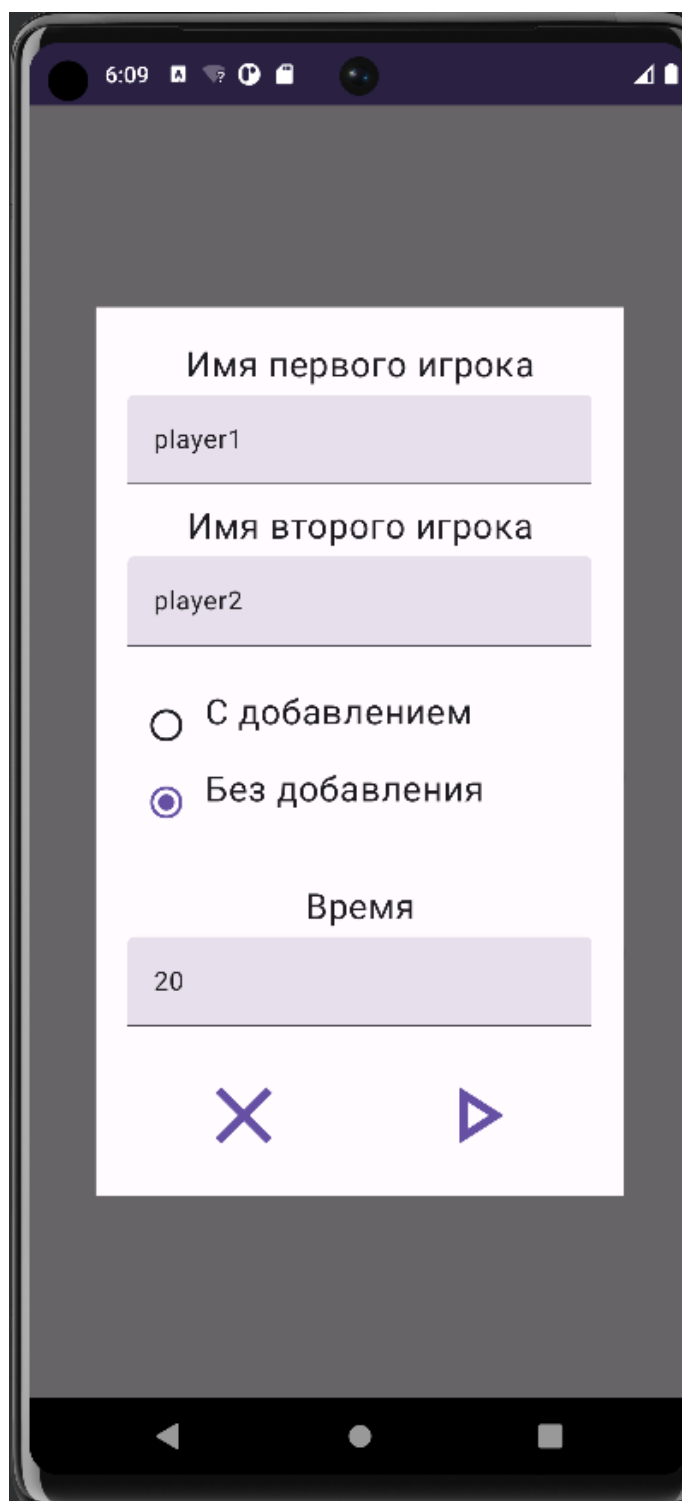 6:09
Имя первого игрока
player1
Имя второго игрока
player2
С добавлением
Без добавления
Время
20